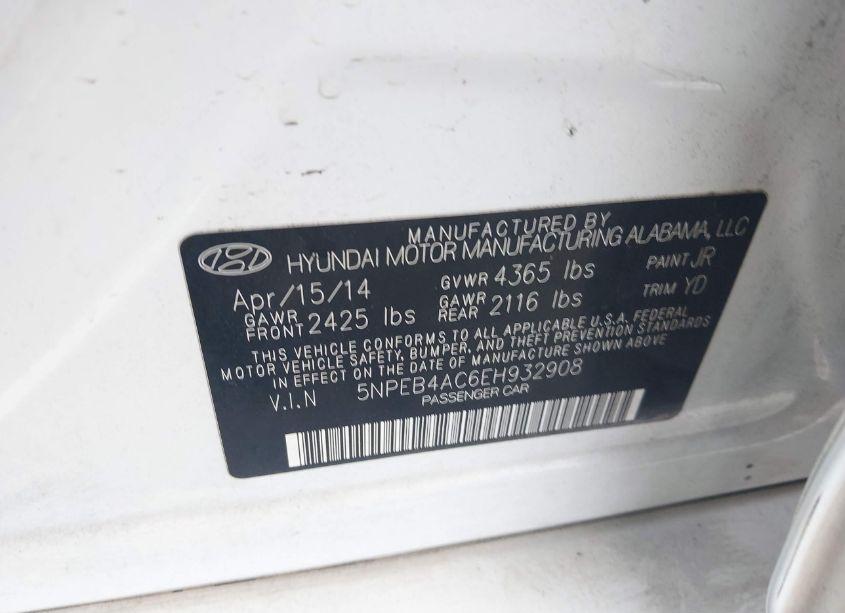 MANUFACTURED BY
HYUNDAI MOTOR MANUFACTURING ALABAMA, LLC
Apr/15/14 GVWR 4365 lbs PAINT JR
GAWR FRONT 2425 lbs GAWR REAR 2116 lbs TRIM YD
THIS VEHICLE CONFORMS TO ALL APPLICABLE U.S.A. FEDERAL
MOTOR VEHICLE SAFETY, BUMPER, AND THEFT PREVENTION STANDARDS
IN EFFECT ON THE DATE OF MANUFACTURE SHOWN ABOVE
V.I.N 5NPEB4AC6EH932908
PASSENGER CAR